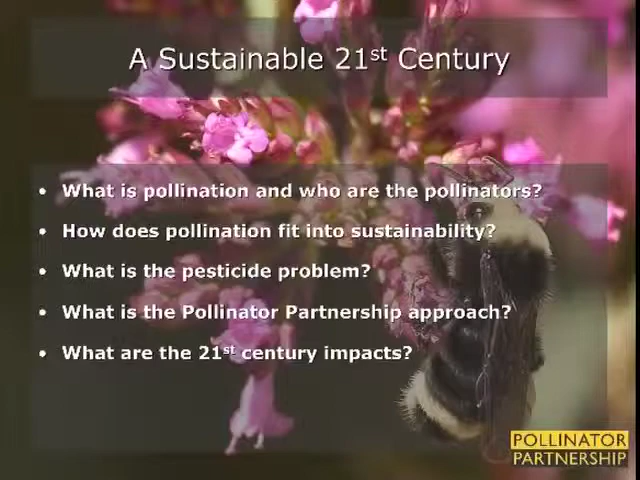 A Sustainable 21st Century
• What is pollination and who are the pollinators?
• How does pollination fit into sustainability?
• What is the pesticide problem?
• What is the Pollinator Partnership approach?
• What are the 21st century impacts?
POLLINATOR
PARTNERSHIP